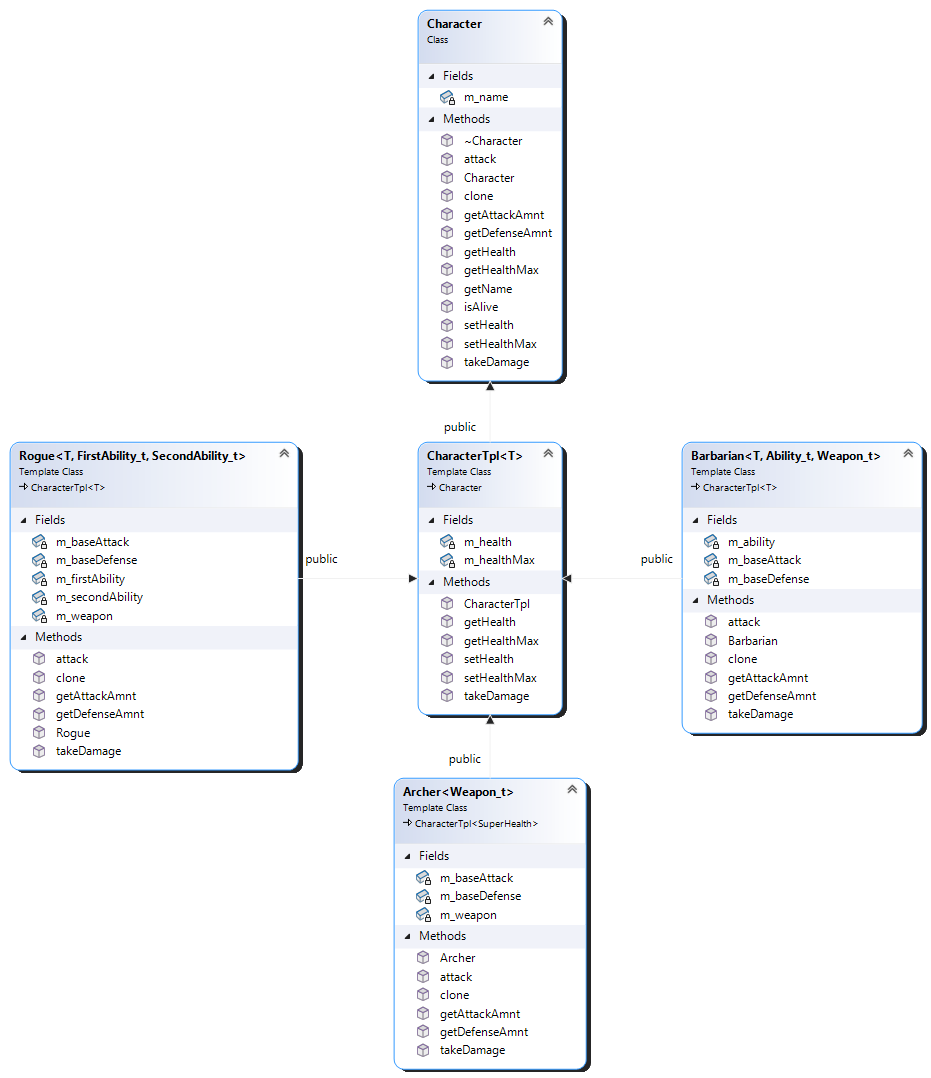 Character
Class
Fields
m_name
Methods
~Character
attack
Character
clone
getAttackAmnt
getDefenseAmnt
getHealth
getHealthMax
getName
isAlive
setHealth
setHealthMax
takeDamage
public
Rogue<T, FirstAbility_t, SecondAbility_t>
Template Class
CharacterTpl<T>
Fields
m_baseAttack
m_baseDefense
m_firstAbility
m_secondAbility
m_weapon
Methods
attack
clone
getAttackAmnt
getDefenseAmnt
Rogue
takeDamage
public
CharacterTpl<T>
Template Class
Character
Fields
m_health
m_healthMax
Methods
CharacterTpl
getHealth
getHealthMax
setHealth
setHealthMax
takeDamage
public
Barbarian<T, Ability_t, Weapon_t>
Template Class
CharacterTpl<T>
Fields
m_ability
m_baseAttack
m_baseDefense
Methods
attack
Barbarian
clone
getAttackAmnt
getDefenseAmnt
takeDamage
public
Archer<Weapon_t>
Template Class
CharacterTpl<SuperHealth>
Fields
m_baseAttack
m_baseDefense
m_weapon
Methods
Archer
attack
clone
getAttackAmnt
getDefenseAmnt
takeDamage